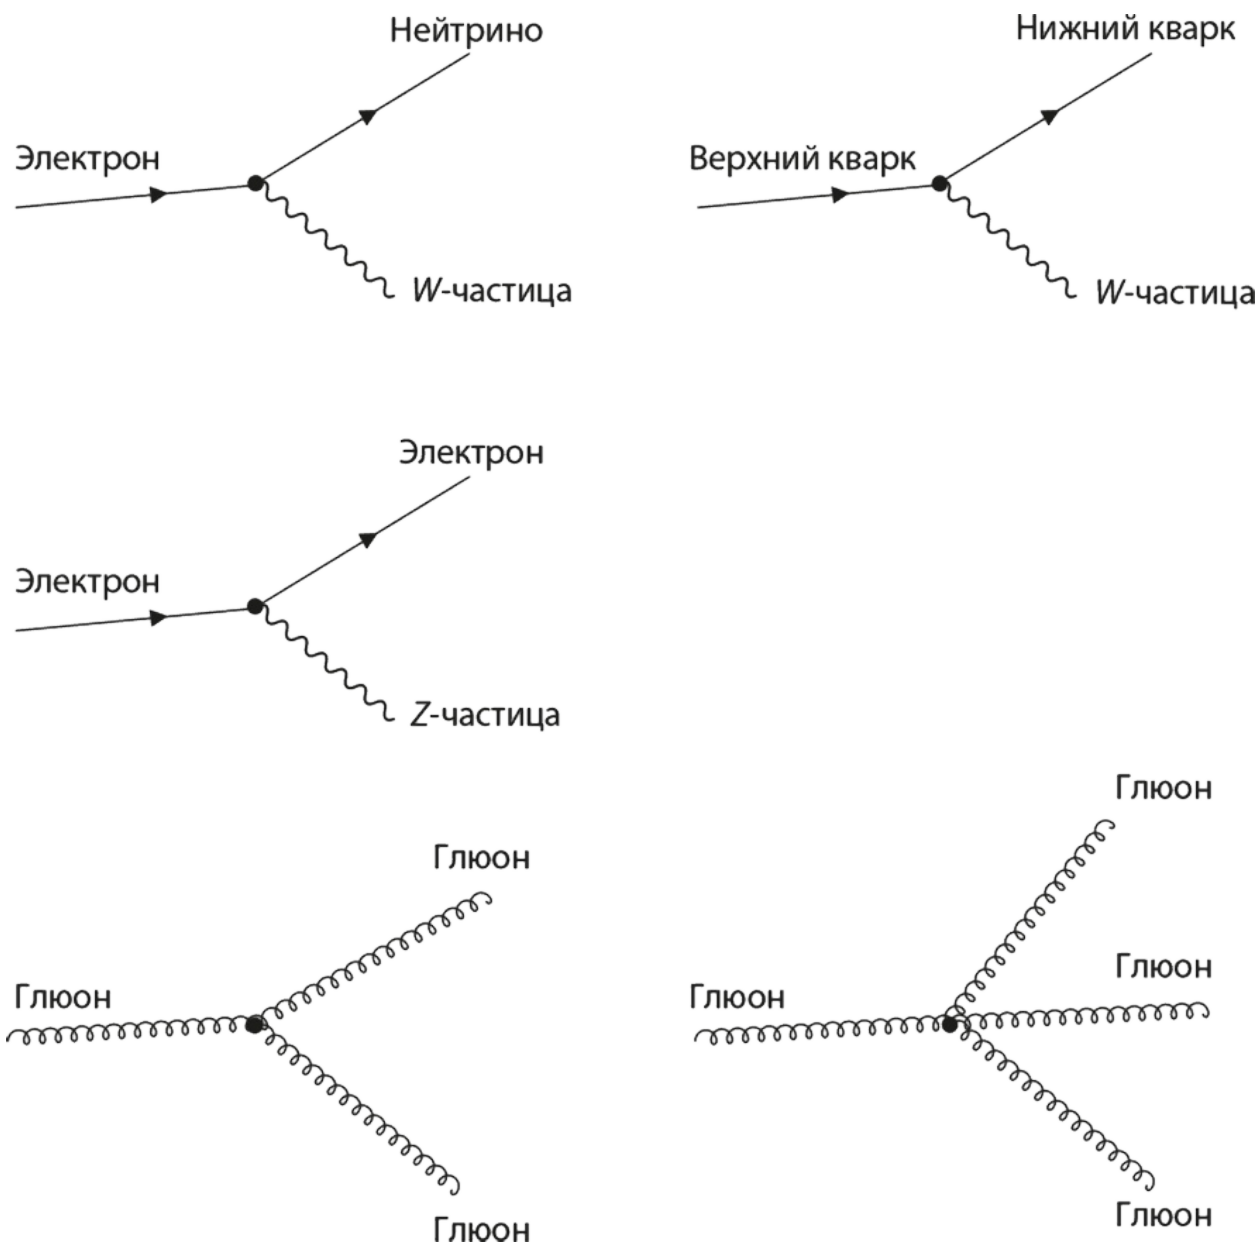 Нейтрино
Электрон
W-частица
Нижний кварк
Верхний кварк
W-частица
Электрон
Электрон
Z-частица
Глюон
Глюон
Глюон
Глюон
Глюон
Глюон
Глюон